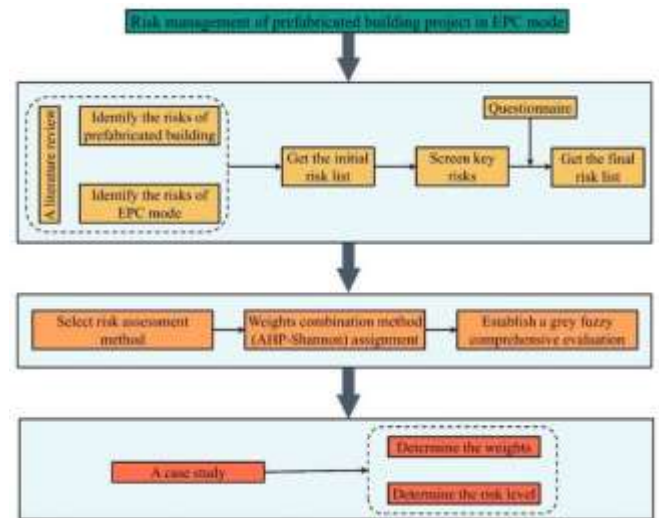 Risk management of prefabricated building project in EPC mode
A literature review
Identify the risks of
prefabricated building
Identify the risks of
EPC mode
Get the initial
risk list
Screen key
risks
Questionnaire
Get the final
risk list
Select risk assessment
method
Weights combination method
(AHP-Shannon) assignment
Establish a grey fuzzy
comprehensive evaluation
A case study
Determine the weights
Determine the risk level